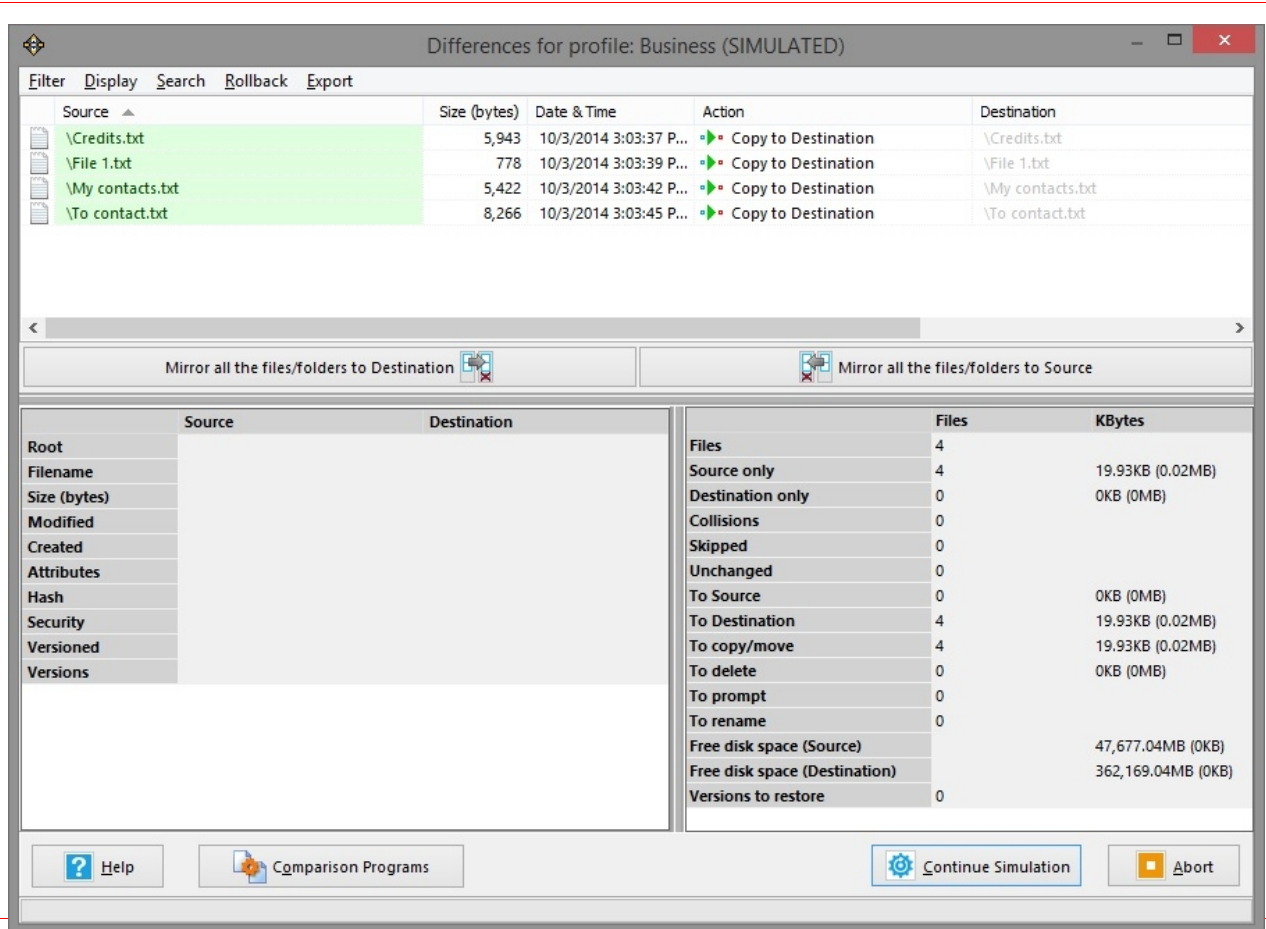 Differences for profile: Business (SIMULATED)
Filter Display Search Rollback Export
Source Size (bytes) Date & Time Action Destination
\Credits.txt 5,943 10/3/2014 3:03:37 P... Copy to Destination \Credits.txt
\File 1.txt 778 10/3/2014 3:03:39 P... Copy to Destination \File 1.txt
\My contacts.txt 5,422 10/3/2014 3:03:42 P... Copy to Destination \My contacts.txt
\To contact.txt 8,266 10/3/2014 3:03:45 P... Copy to Destination \To contact.txt
Mirror all the files/folders to Destination Mirror all the files/folders to Source
Source Destination
Root
Filename
Size (bytes)
Modified
Created
Attributes
Hash
Security
Versioned
Versions
Files KBytes
Files 4
Source only 4 19.93KB (0.02MB)
Destination only 0 0KB (0MB)
Collisions 0
Skipped 0
Unchanged 0
To Source 0 0KB (0MB)
To Destination 4 19.93KB (0.02MB)
To copy/move 4 19.93KB (0.02MB)
To delete 0 0KB (0MB)
To prompt 0
To rename 0
Free disk space (Source) 47,677.04MB (0KB)
Free disk space (Destination) 362,169.04MB (0KB)
Versions to restore 0
Help Comparison Programs Continue Simulation Abort